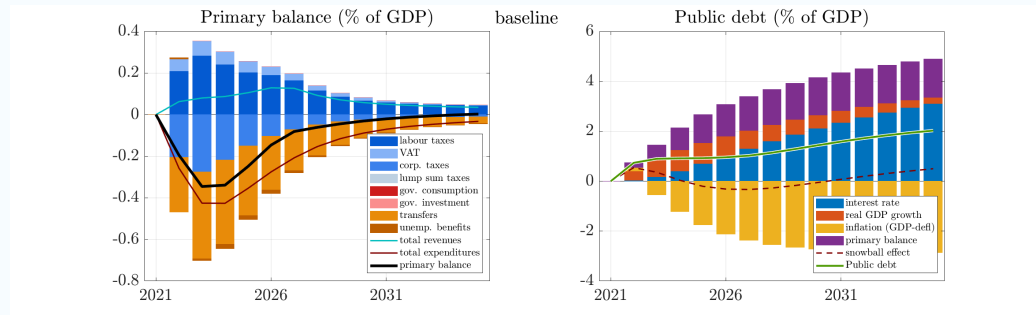 Primary balance (% of GDP)
baseline
Public debt (% of GDP)
0.4
0.2
0
-0.2
-0.4
-0.6
-0.8
2021
2026
2031
labour taxes
VAT
corp. taxes
lump sum taxes
gov. consumption
gov. investment
transfers
unemp. benefits
total revenues
total expenditures
primary balance
6
4
2
0
-2
-4
2021
2026
2031
interest rate
real GDP growth
inflation (GDP-defl)
primary balance
snowball effect
Public debt